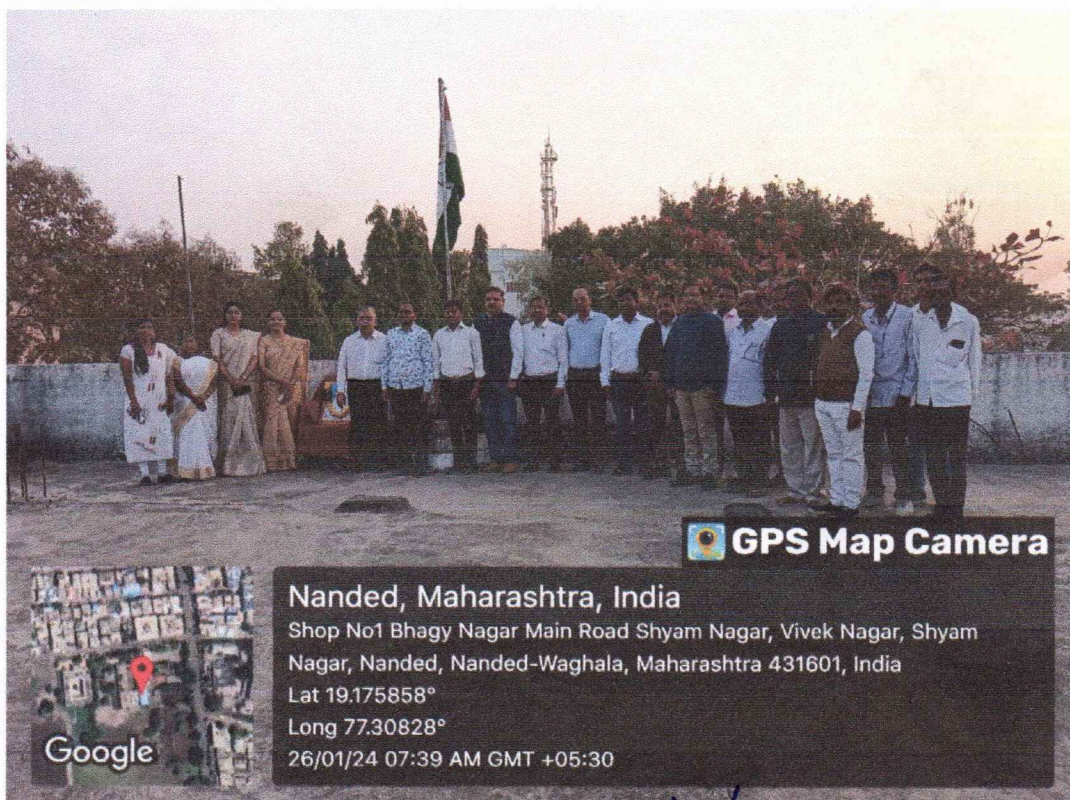 GPS Map Camera
Nanded, Maharashtra, India
Shop No1 Bhagy Nagar Main Road Shyam Nagar, Vivek Nagar, Shyam
Nagar, Nanded, Nanded-Waghala, Maharashtra 431601, India
Lat 19.175858°
Long 77.30828°
26/01/24 07:39 AM GMT +05:30
Google